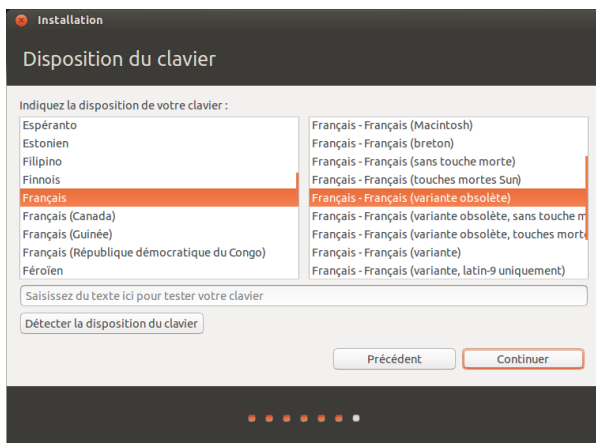 Installation
Disposition du clavier
Indiquez la disposition de votre clavier :
Espéranto
Estonien
Filipino
Finnois
Français
Français (Canada)
Français (Guinée)
Français (République démocratique du Congo)
Féroïen
Français - Français (Macintosh)
Français - Français (breton)
Français - Français (sans touche morte)
Français - Français (touches mortes Sun)
Français - Français (variante obsolète)
Français - Français (variante obsolète, sans touche m
Français - Français (variante obsolète, touches morte
Français - Français (variante)
Français - Français (variante, latin-9 uniquement)
Saisissez du texte ici pour tester votre clavier
Détecter la disposition du clavier
Précédent
Continuer